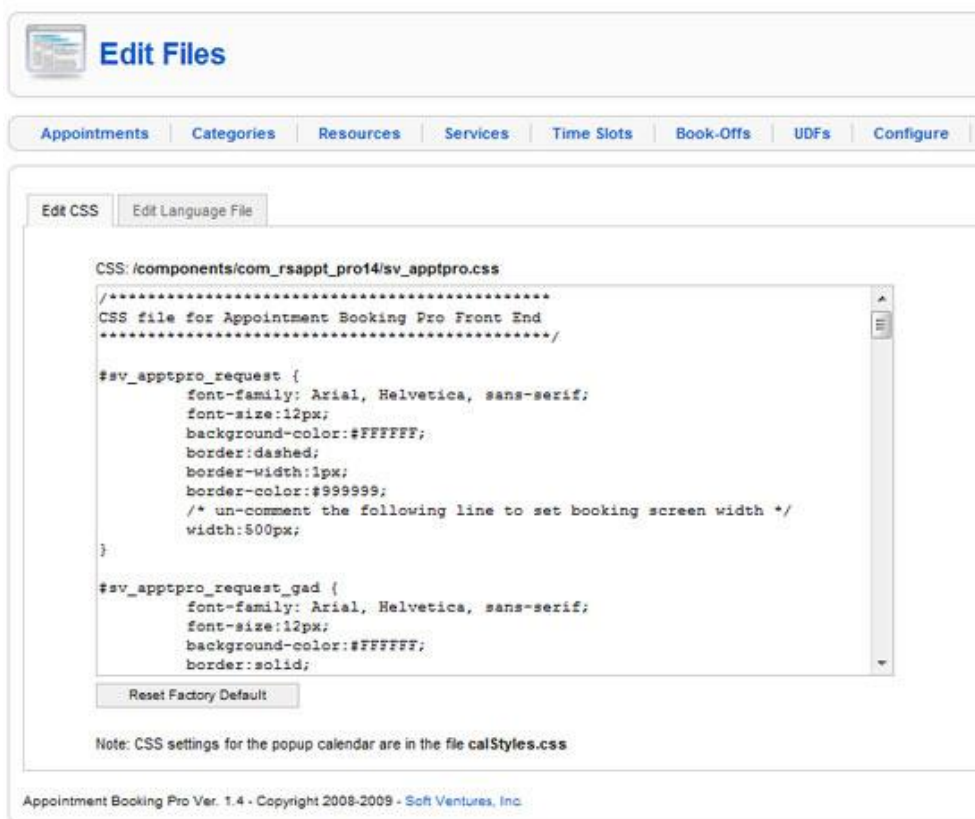 Edit Files
Appointments Categories Resources Services Time Slots Book-Offs UDFs Configure
Edit CSS Edit Language File
CSS: /components/com_rsappt_pro14/sv_apptpro.css
/**********************************************
CSS file for Appointment Booking Pro Front End
***********************************************/
#sv_apptpro_request {
font-family: Arial, Helvetica, sans-serif;
font-size:12px;
background-color:#FFFFFF;
border:dashed;
border-width:1px;
border-color:#999999;
/* un-comment the following line to set booking screen width */
width:500px;
}
#sv_apptpro_request_gad {
font-family: Arial, Helvetica, sans-serif;
font-size:12px;
background-color:#FFFFFF;
border:solid;
Reset Factory Default
Note: CSS settings for the popup calendar are in the file calStyles.css
Appointment Booking Pro Ver. 1.4 - Copyright 2008-2009 - Soft Ventures, Inc.